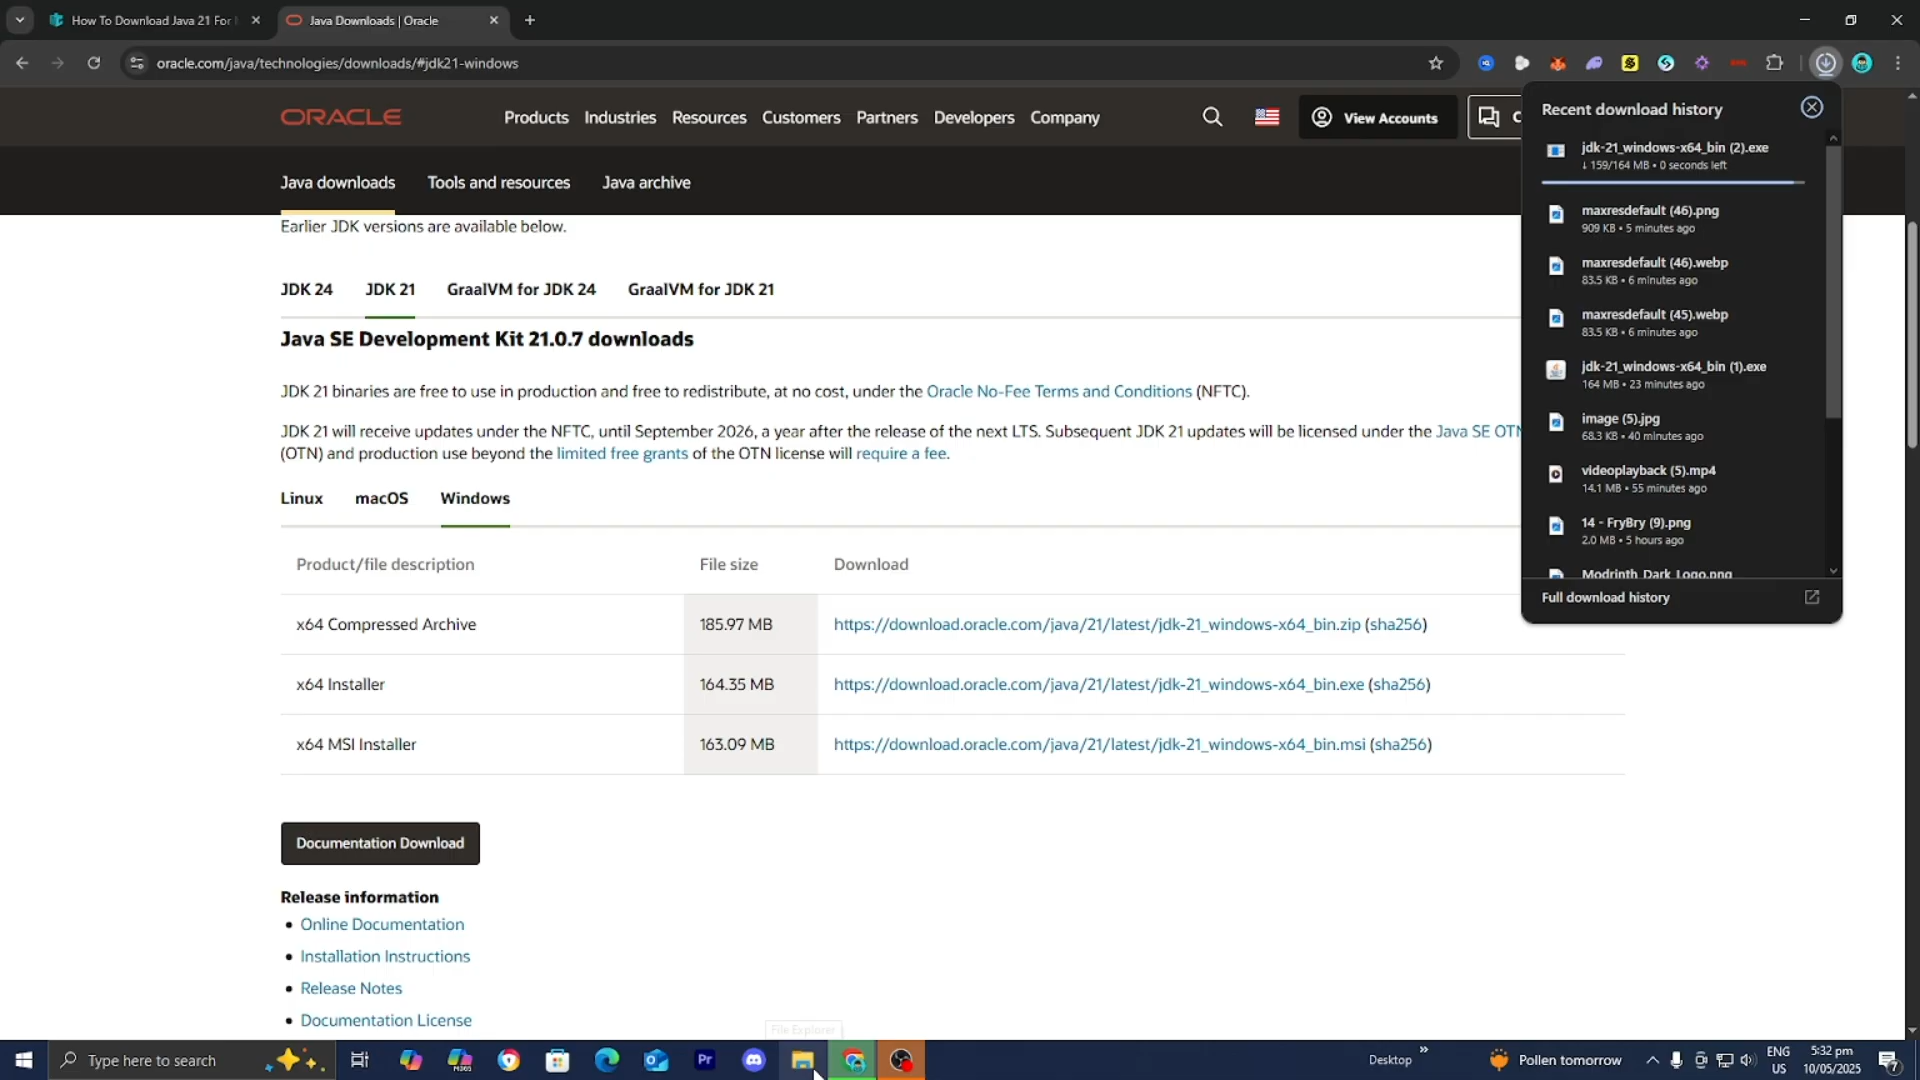 How To Download Java 21 For
Java Downloads | Oracle
oracle.com/java/technologies/downloads/#jdk21-windows
ORACLE
Products
Industries
Resources
Customers
Partners
Developers
Company
View Accounts
Java downloads
Tools and resources
Java archive
Earlier JDK versions are available below.
JDK 24
JDK 21
GraalVM for JDK 24
GraalVM for JDK 21
Java SE Development Kit 21.0.7 downloads
JDK 21 binaries are free to use in production and free to redistribute, at no cost, under the Oracle No-Fee Terms and Conditions (NFTC).
JDK 21 will receive updates under the NFTC, until September 2026, a year after the release of the next LTS. Subsequent JDK 21 updates will be licensed under the Java SE OTN
(OTN) and production use beyond the limited free grants of the OTN license will require a fee.
Linux
macOS
Windows
Product/file description
File size
Download
x64 Compressed Archive
185.97 MB
https://download.oracle.com/java/21/latest/jdk-21_windows-x64_bin.zip (sha256)
x64 Installer
164.35 MB
https://download.oracle.com/java/21/latest/jdk-21_windows-x64_bin.exe (sha256)
x64 MSI Installer
163.09 MB
https://download.oracle.com/java/21/latest/jdk-21_windows-x64_bin.msi (sha256)
Documentation Download
Release information
• Online Documentation
• Installation Instructions
• Release Notes
• Documentation License
Recent download history
jdk-21_windows-x64_bin (2).exe
↓ 159/164 MB • 0 seconds left
maxresdefault (46).png
909 KB • 5 minutes ago
maxresdefault (46).webp
83.5 KB • 6 minutes ago
maxresdefault (45).webp
83.5 KB • 6 minutes ago
jdk-21_windows-x64_bin (1).exe
164 MB • 23 minutes ago
image (5).jpg
68.3 KB • 40 minutes ago
videoplayback (5).mp4
14.1 MB • 55 minutes ago
14 - FryBry (9).png
2.0 MB • 5 hours ago
Modrinth Dark Logo.png
Full download history
File Explorer
Type here to search
Pr
Desktop
Pollen tomorrow
ENG
US
5:32 pm
10/05/2025
7